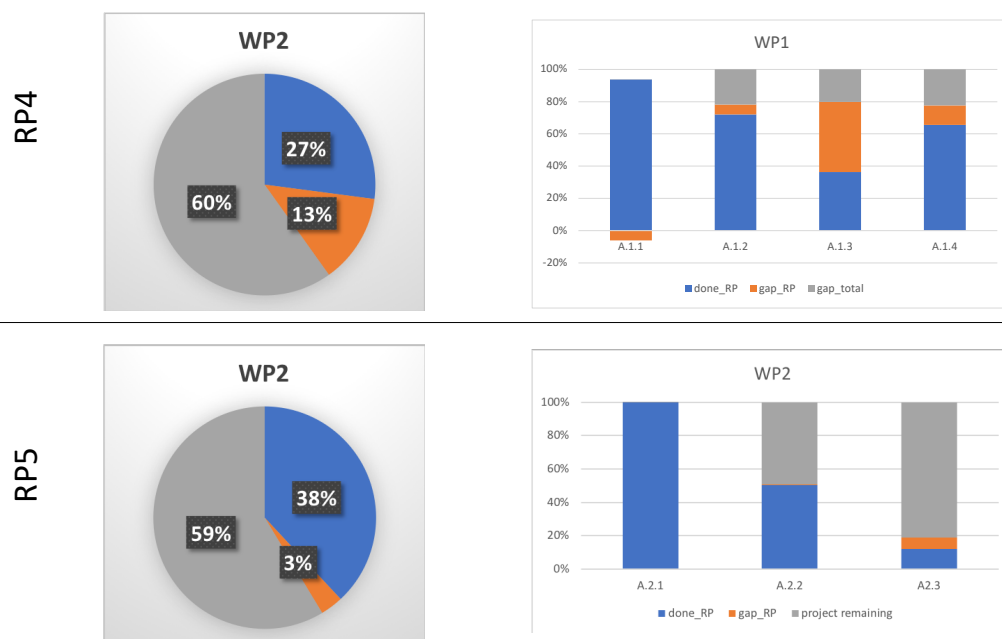 RP4
WP2
27%
13%
60%
WP1
100%
80%
60%
40%
20%
0%
-20%
A.1.1 A.1.2 A.1.3 A.1.4
done_RP gap_RP gap_total
RP5
WP2
38%
3%
59%
WP2
100%
80%
60%
40%
20%
0%
A.2.1 A.2.2 A2.3
done_RP gap_RP project remaining